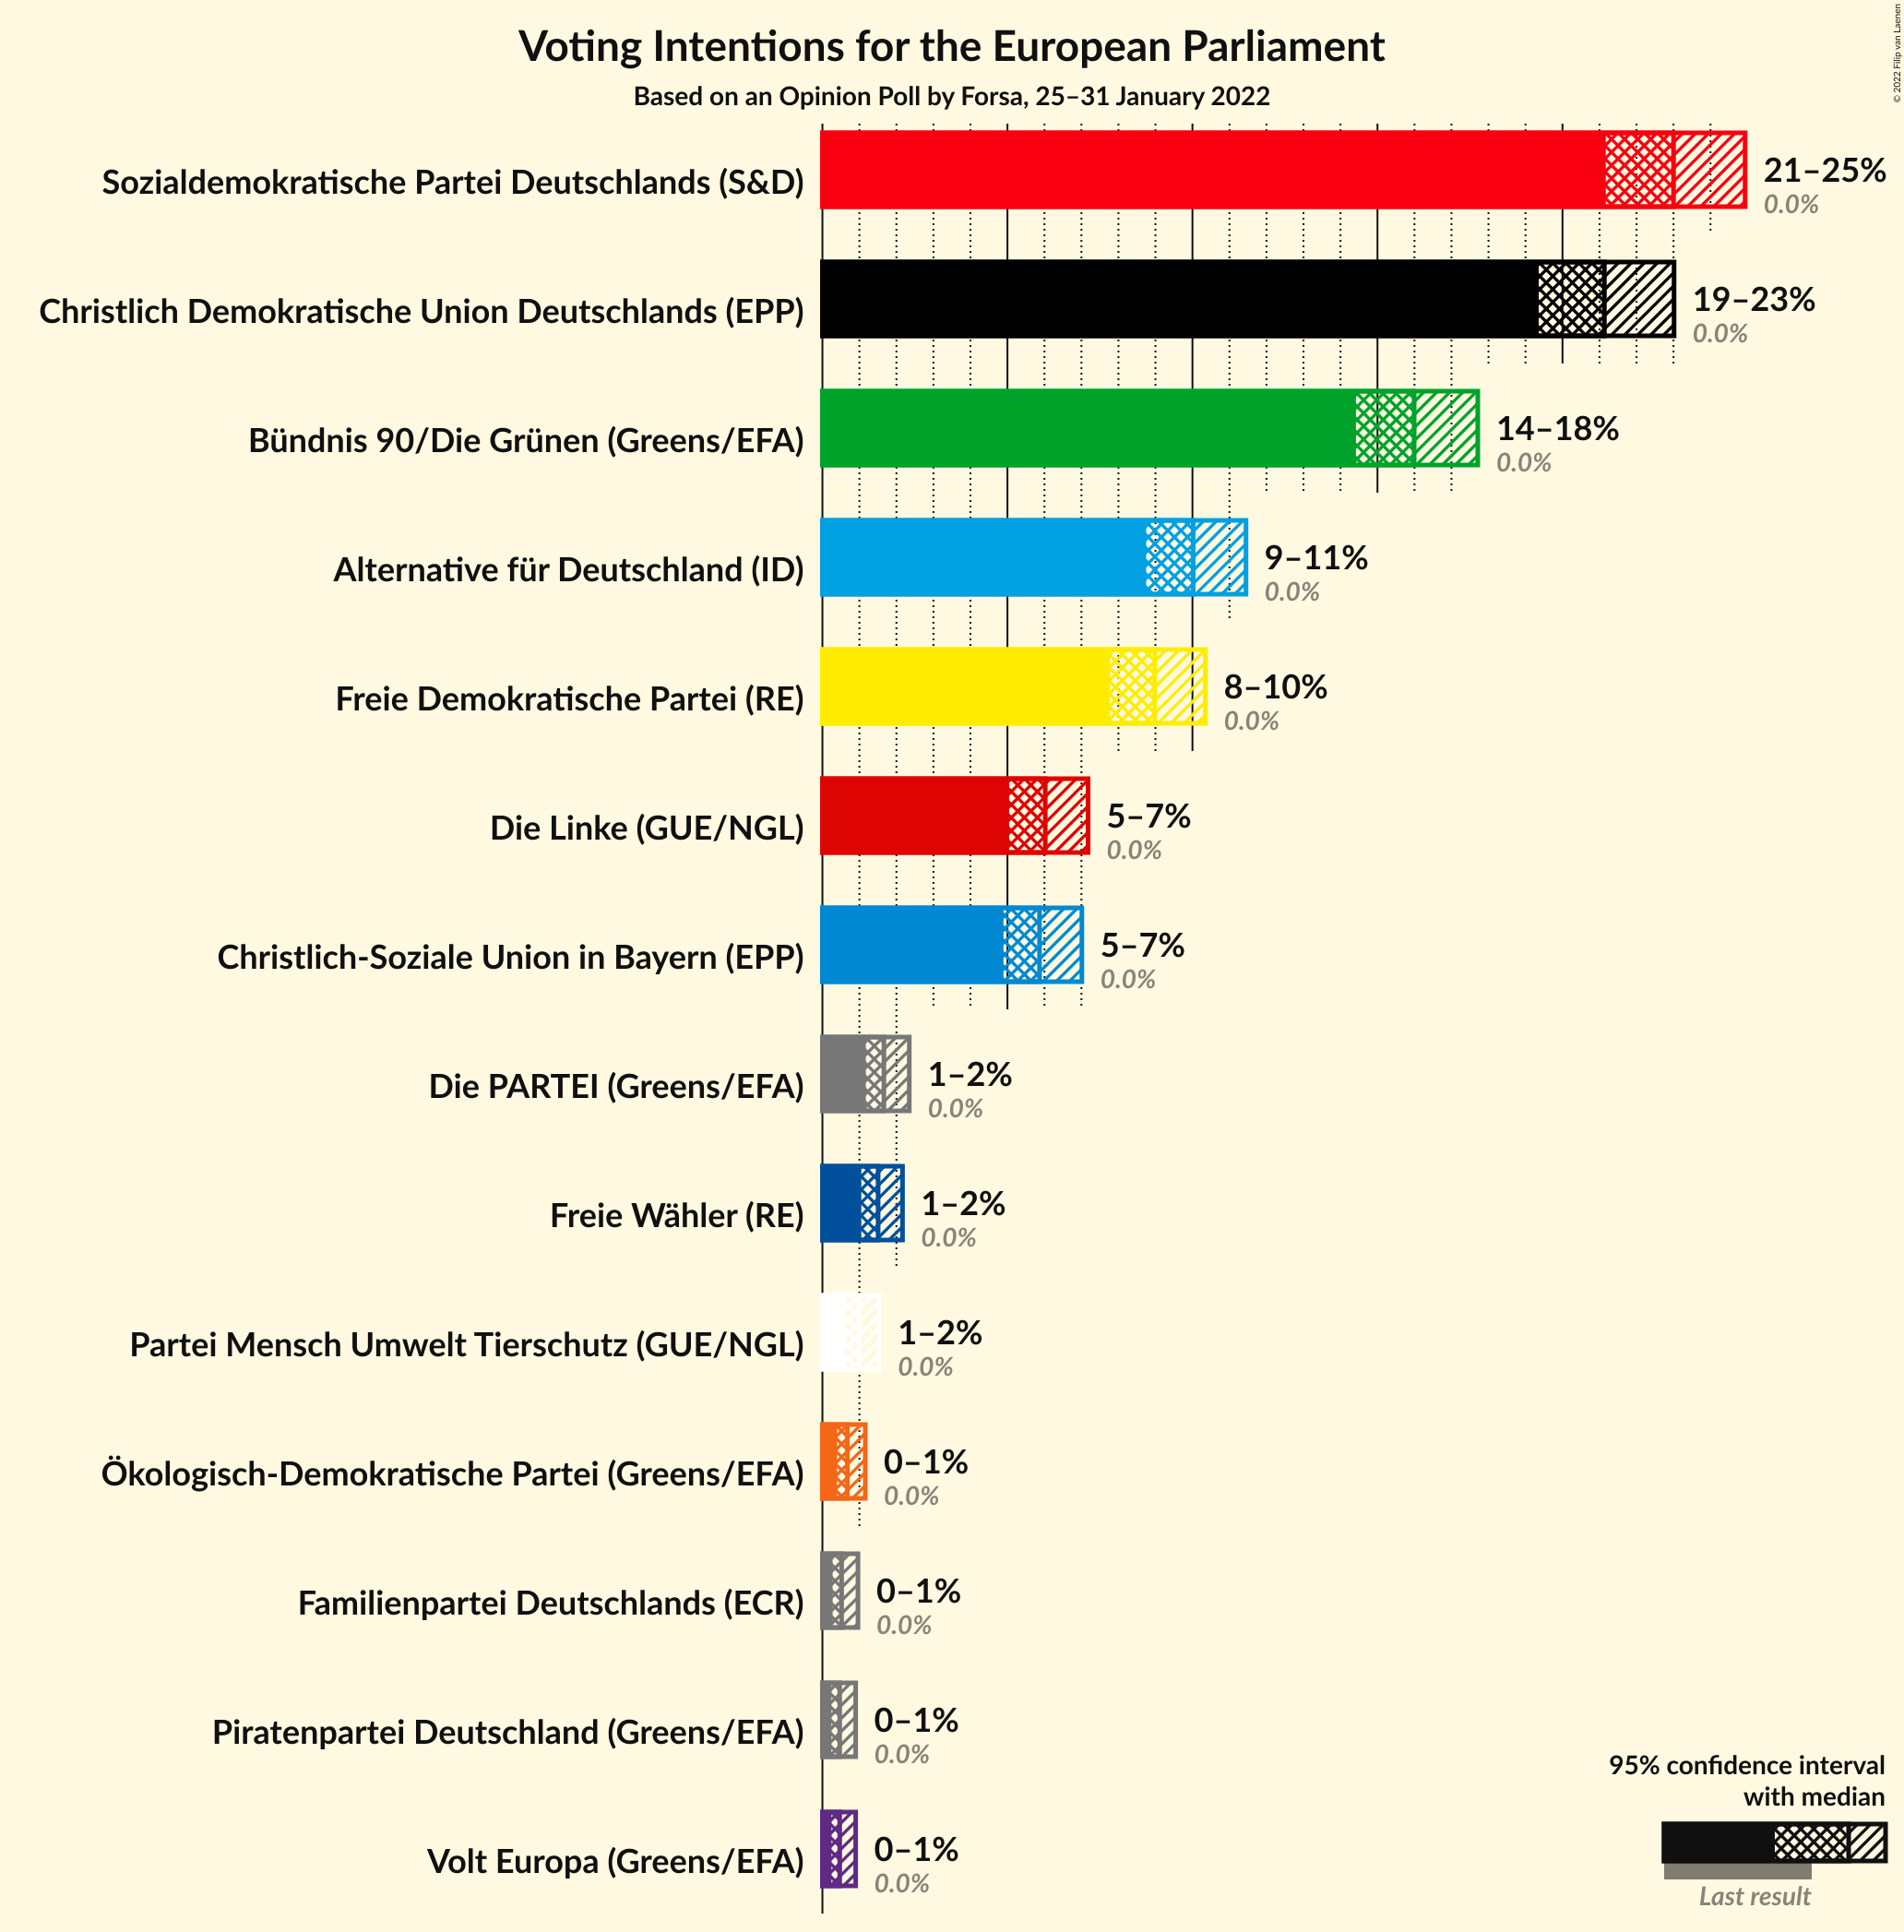 Voting Intentions for the European Parliament
Based on an Opinion Poll by Forsa, 25–31 January 2022
© 2022 Filip van Laenen
Sozialdemokratische Partei Deutschlands (S&D)
21–25%
0.0%
Christlich Demokratische Union Deutschlands (EPP)
19–23%
0.0%
Bündnis 90/Die Grünen (Greens/EFA)
14–18%
0.0%
Alternative für Deutschland (ID)
9–11%
0.0%
Freie Demokratische Partei (RE)
8–10%
0.0%
Die Linke (GUE/NGL)
5–7%
0.0%
Christlich-Soziale Union in Bayern (EPP)
5–7%
0.0%
Die PARTEI (Greens/EFA)
1–2%
0.0%
Freie Wähler (RE)
1–2%
0.0%
Partei Mensch Umwelt Tierschutz (GUE/NGL)
1–2%
0.0%
Ökologisch-Demokratische Partei (Greens/EFA)
0–1%
0.0%
Familienpartei Deutschlands (ECR)
0–1%
0.0%
Piratenpartei Deutschland (Greens/EFA)
0–1%
0.0%
Volt Europa (Greens/EFA)
0–1%
0.0%
95% confidence interval
with median
Last result